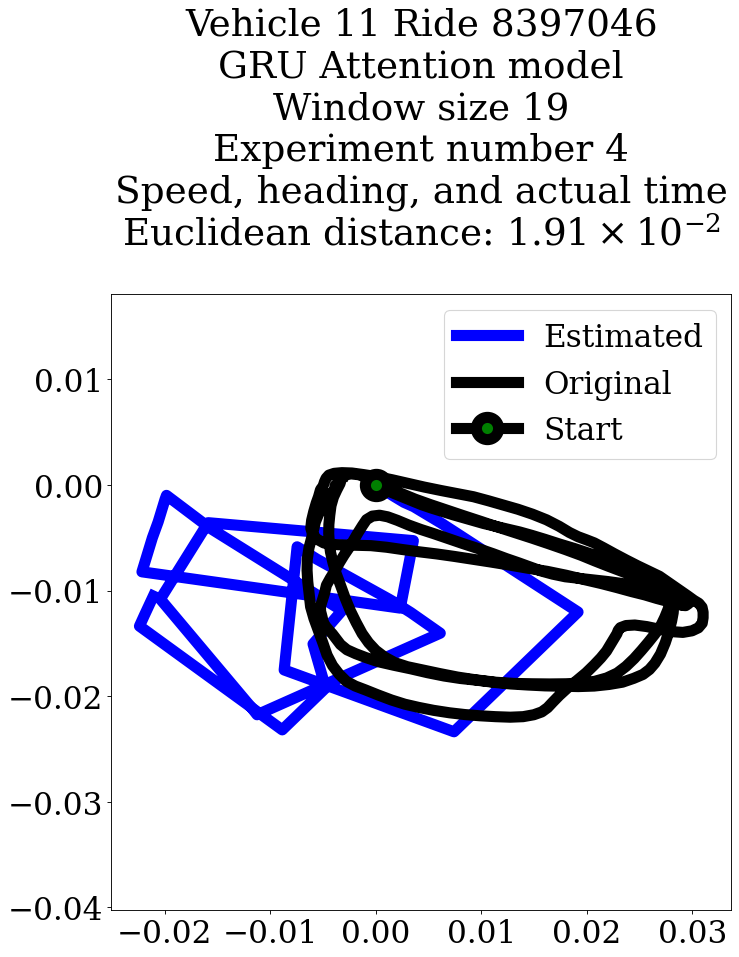 Vehicle 11 Ride 8397046
GRU Attention model
Window size 19
Experiment number 4
Speed, heading, and actual time
Euclidean distance: 1.91 × 10⁻²
Estimated
Original
Start
0.01
0.00
−0.01
−0.02
−0.03
−0.04
−0.02 −0.01 0.00 0.01 0.02 0.03